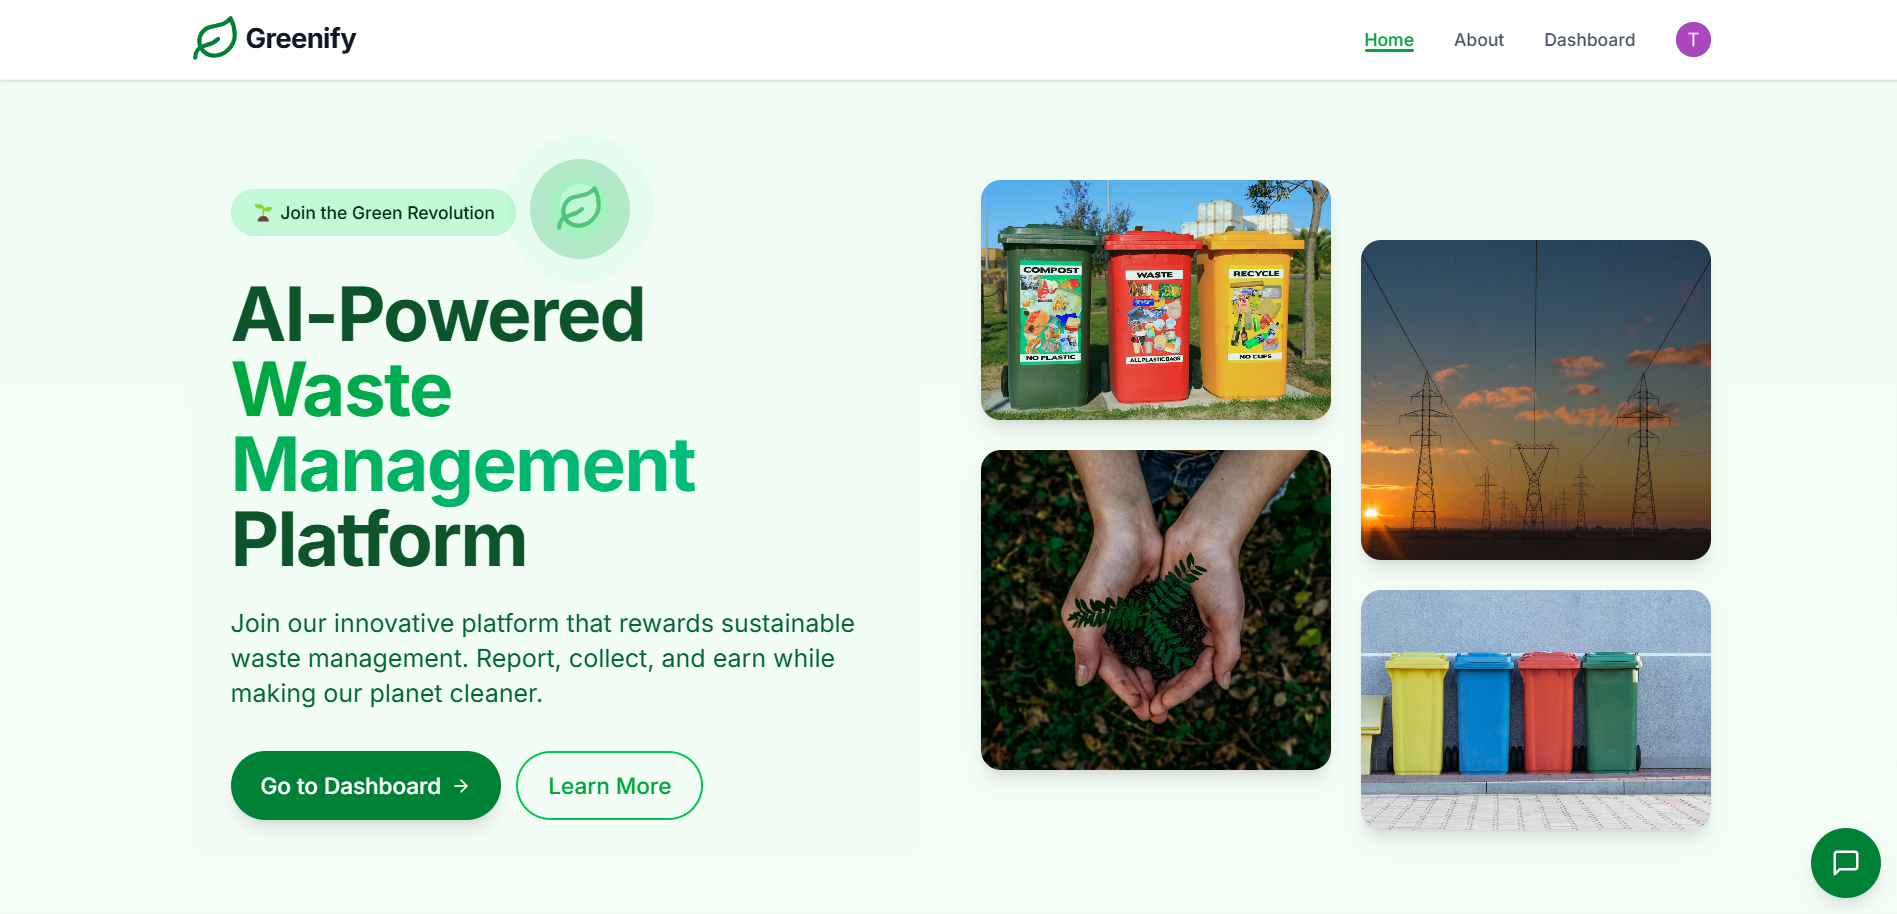 Greenify
Home About Dashboard T
Join the Green Revolution
AI-Powered
Waste
Management
Platform
Join our innovative platform that rewards sustainable
waste management. Report, collect, and earn while
making our planet cleaner.
Go to Dashboard →
Learn More
COMPOST
NO PLASTIC
WASTE
ALL PLASTIC BAGS
RECYCLE
NO CUPS